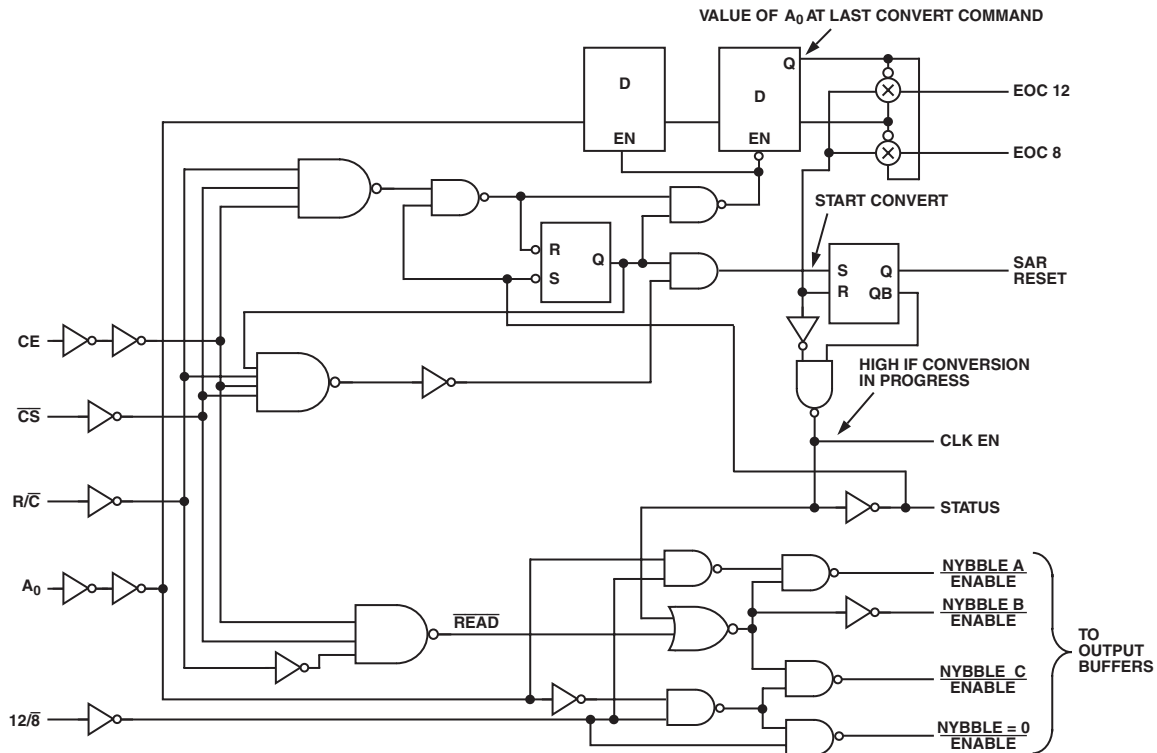 VALUE OF A0 AT LAST CONVERT COMMAND
D
EN
Q
D
EN
EOC 12
EOC 8
START CONVERT
R
S
Q
S
R
Q
QB
SAR
RESET
CE
CS
R/C
A0
12/8
HIGH IF CONVERSION
IN PROGRESS
CLK EN
STATUS
READ
NYBBLE A
ENABLE
NYBBLE B
ENABLE
NYBBLE C
ENABLE
NYBBLE = 0
ENABLE
TO
OUTPUT
BUFFERS